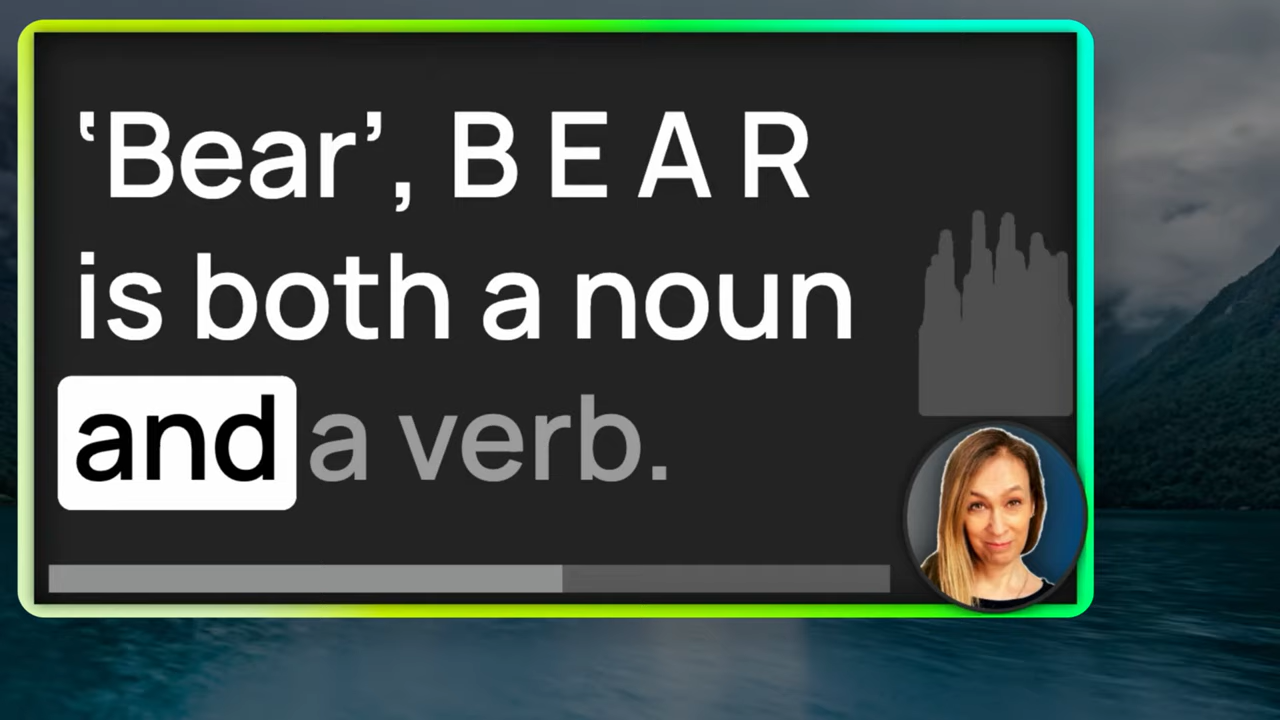 ‘Bear’, B E A R
is both a noun
and a verb.